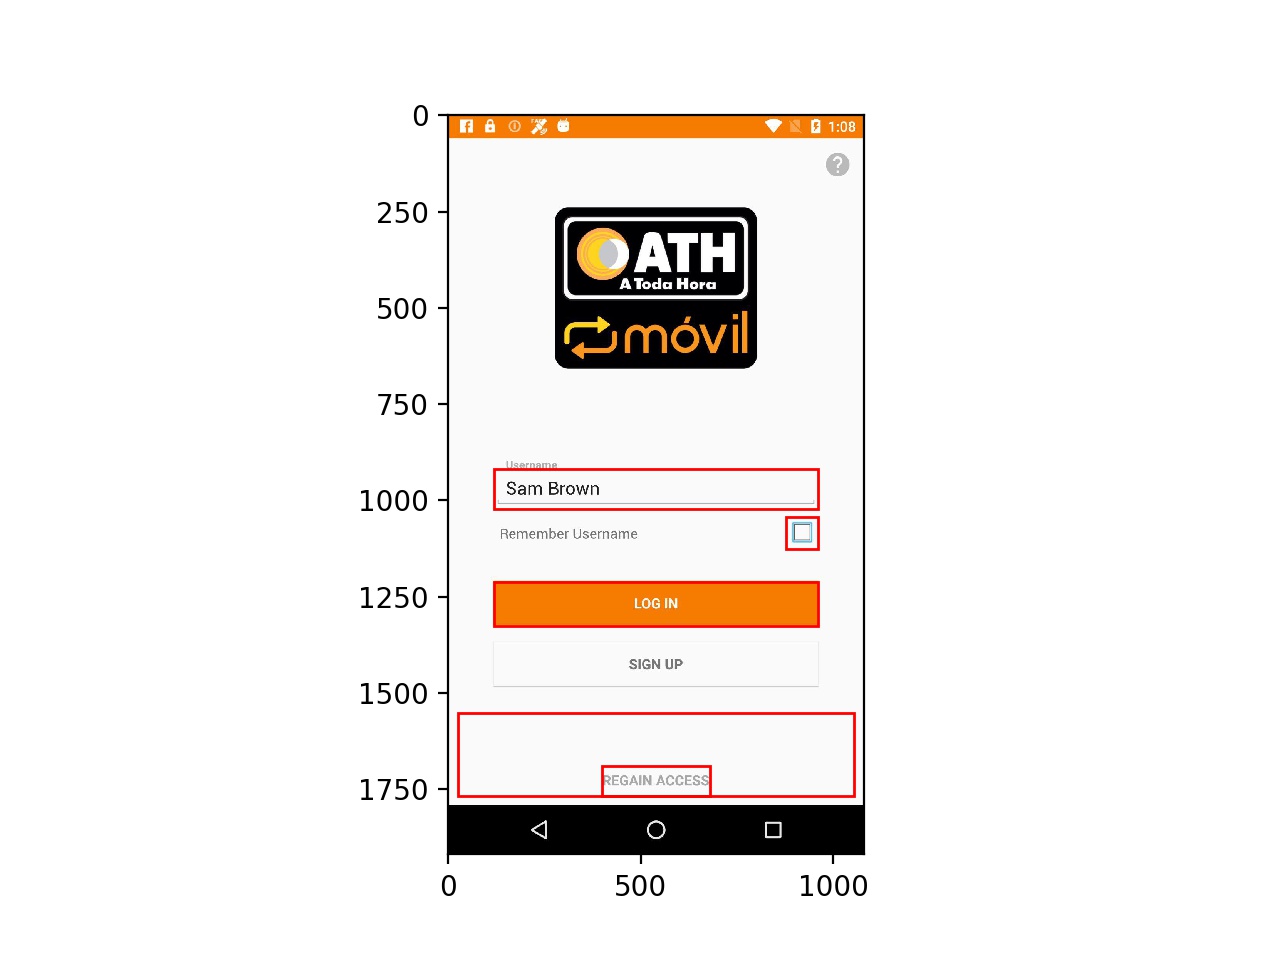 0
250
500
750
1000
1250
1500
1750
0
500
1000
1:08
?
ATH
A Toda Hora
móvil
Username
Sam Brown
Remember Username
LOG IN
SIGN UP
REGAIN ACCESS